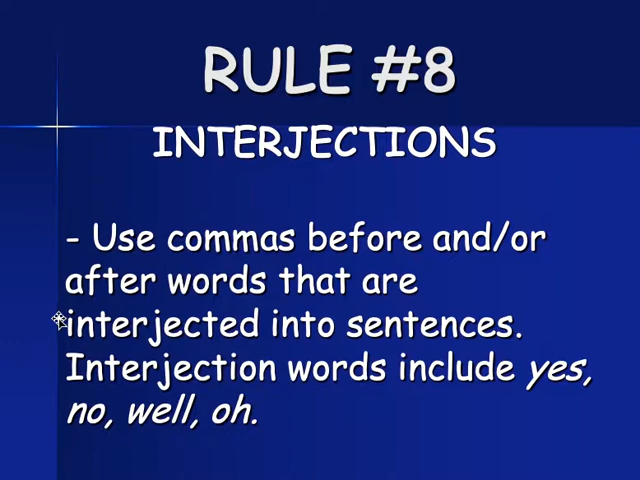 RULE #8
INTERJECTIONS
- Use commas before and/or
after words that are
interjected into sentences.
Interjection words include yes,
no, well, oh.